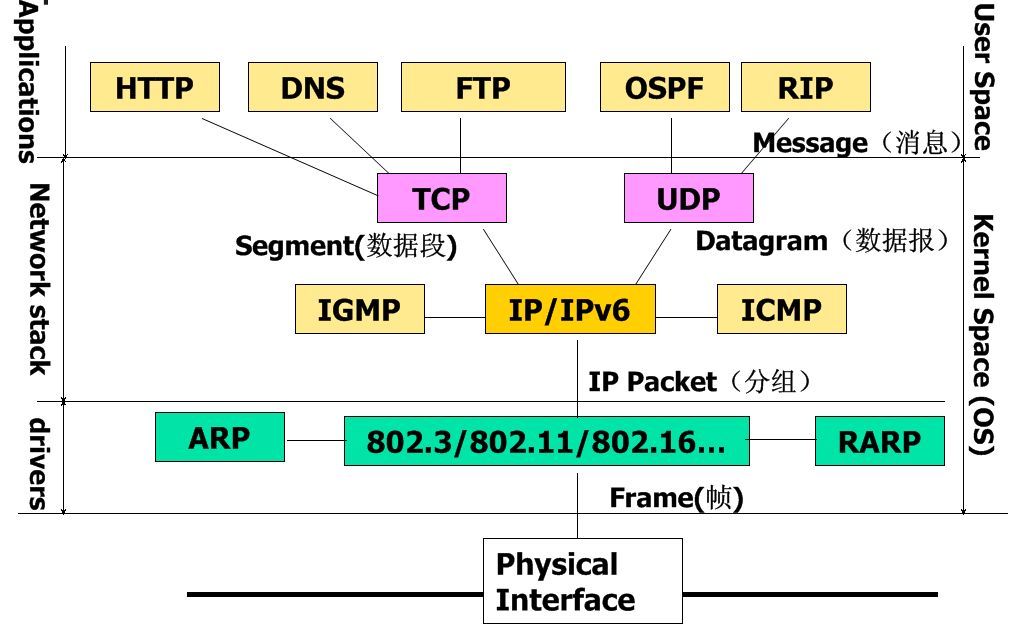 Applications
User Space
HTTP
DNS
FTP
OSPF
RIP
Message（消息）
Network stack
Kernel Space (OS)
TCP
UDP
Segment(数据段)
Datagram（数据报）
IGMP
IP/IPv6
ICMP
IP Packet（分组）
drivers
ARP
802.3/802.11/802.16...
RARP
Frame(帧)
Physical
Interface